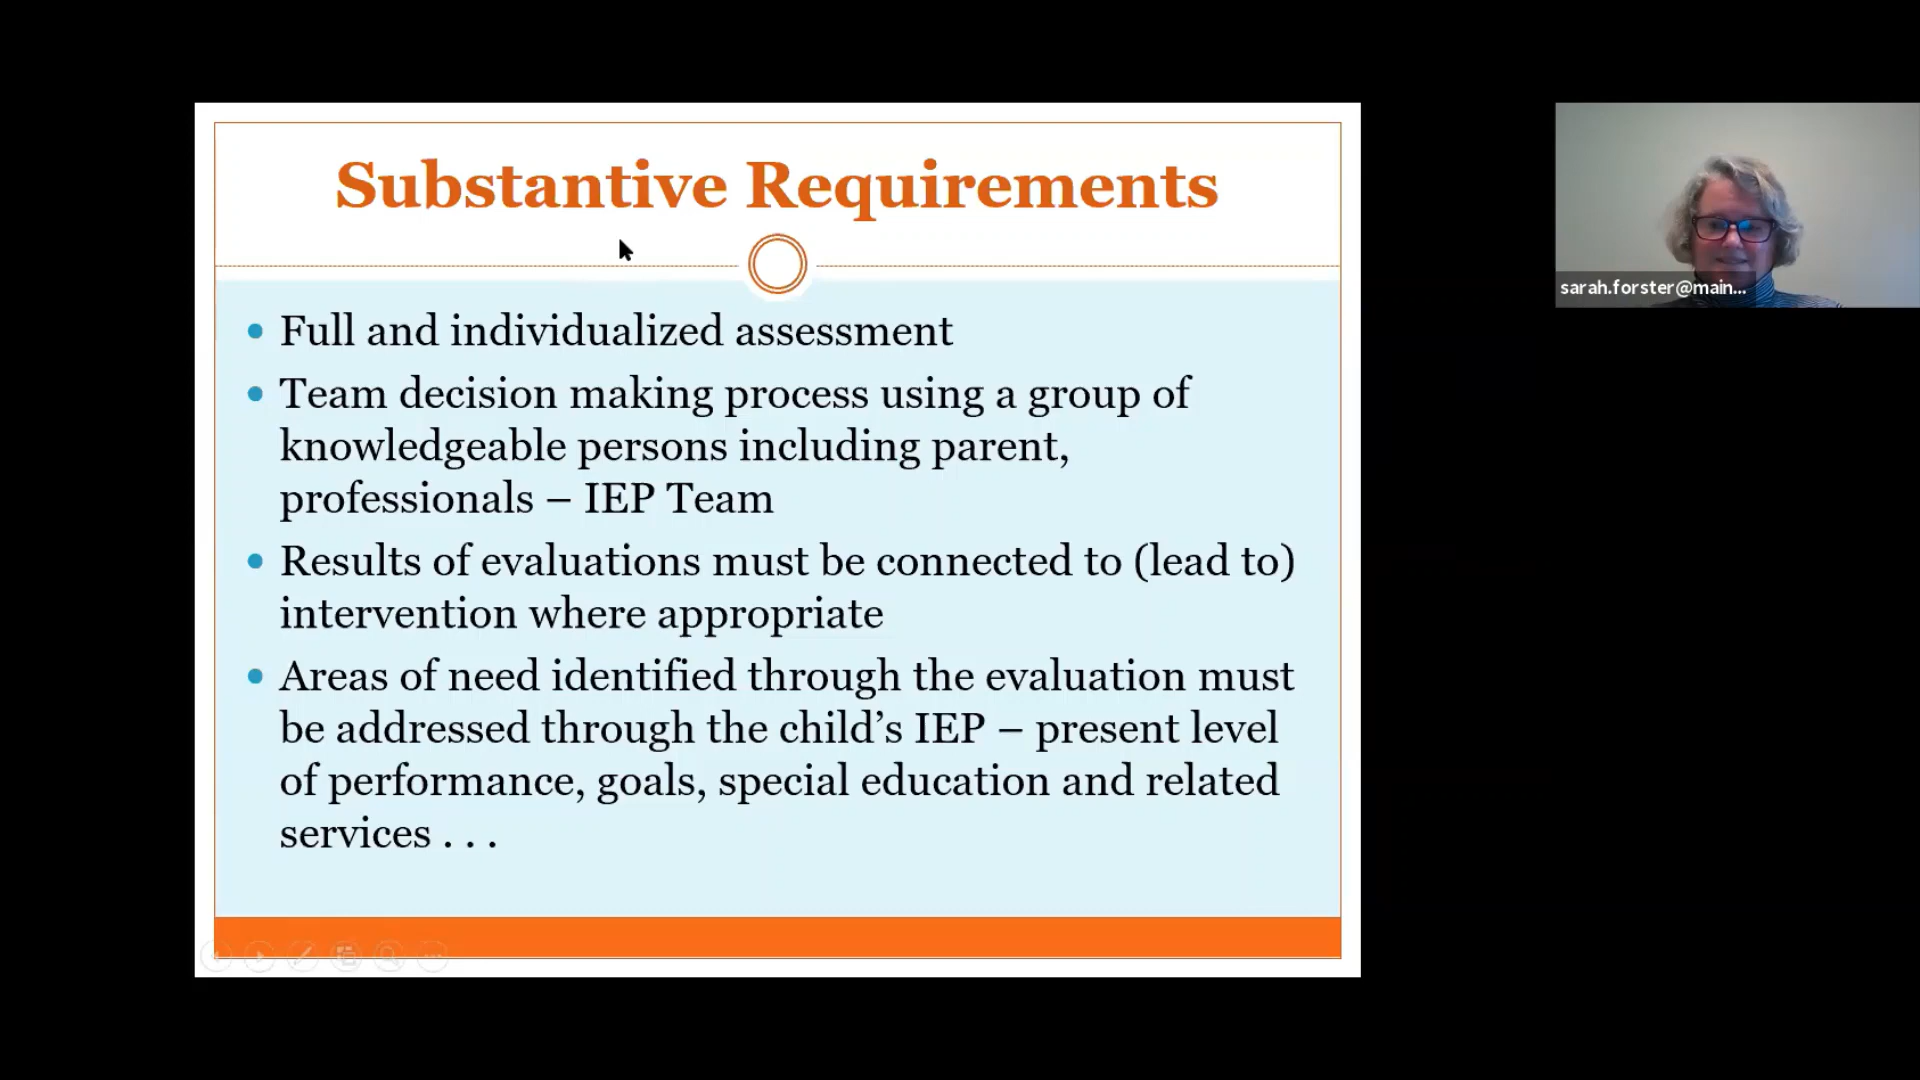 Substantive Requirements
• Full and individualized assessment
• Team decision making process using a group of
knowledgeable persons including parent,
professionals – IEP Team
• Results of evaluations must be connected to (lead to)
intervention where appropriate
• Areas of need identified through the evaluation must
be addressed through the child’s IEP – present level
of performance, goals, special education and related
services . . .
sarah.forster@main...